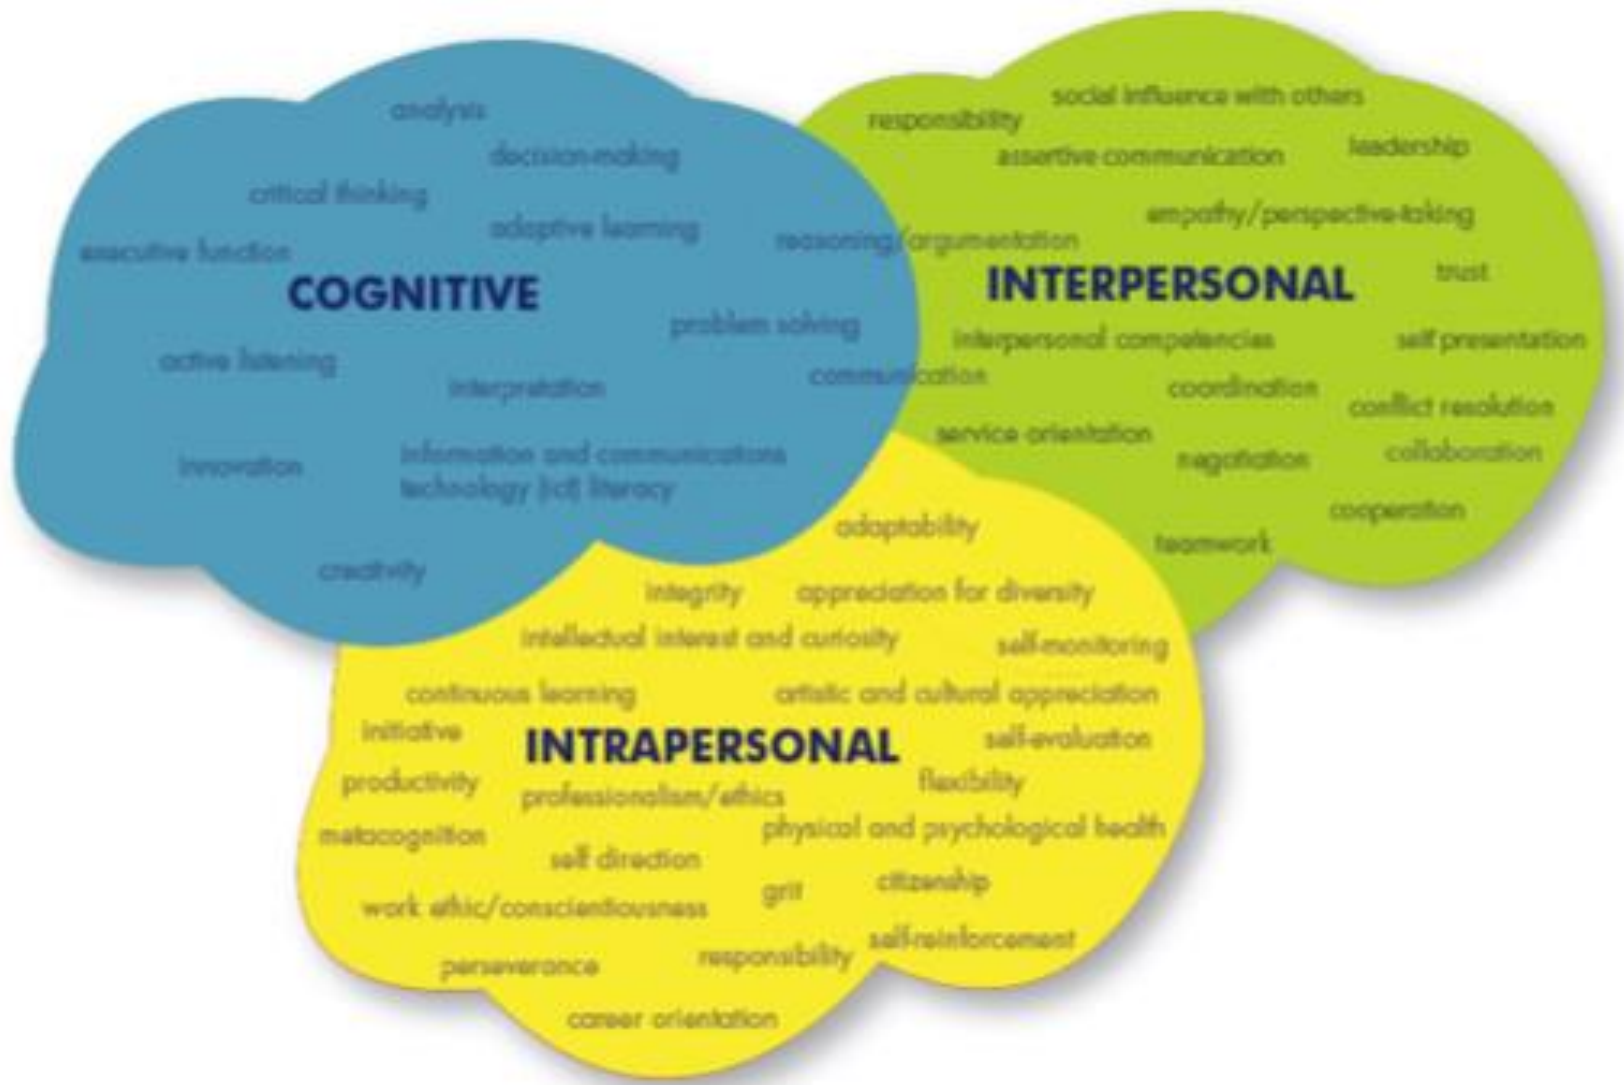 analysis
decision-making
critical thinking
adaptive learning
executive function
COGNITIVE
problem solving
active listening
interpretation
innovation
information and communications
technology (ict) literacy
creativity
reasoning/argumentation
communication
social influence with others
responsibility
assertive communication
leadership
empathy/perspective-taking
trust
INTERPERSONAL
interpersonal competencies
self presentation
coordination
conflict resolution
service orientation
negotiation
collaboration
cooperation
teamwork
adaptability
integrity
appreciation for diversity
intellectual interest and curiosity
self-monitoring
continuous learning
artistic and cultural appreciation
initiative
INTRAPERSONAL
self-evaluation
productivity
professionalism/ethics
flexibility
metacognition
physical and psychological health
self direction
grit
citizenship
work ethic/conscientiousness
self-reinforcement
perseverance
responsibility
career orientation